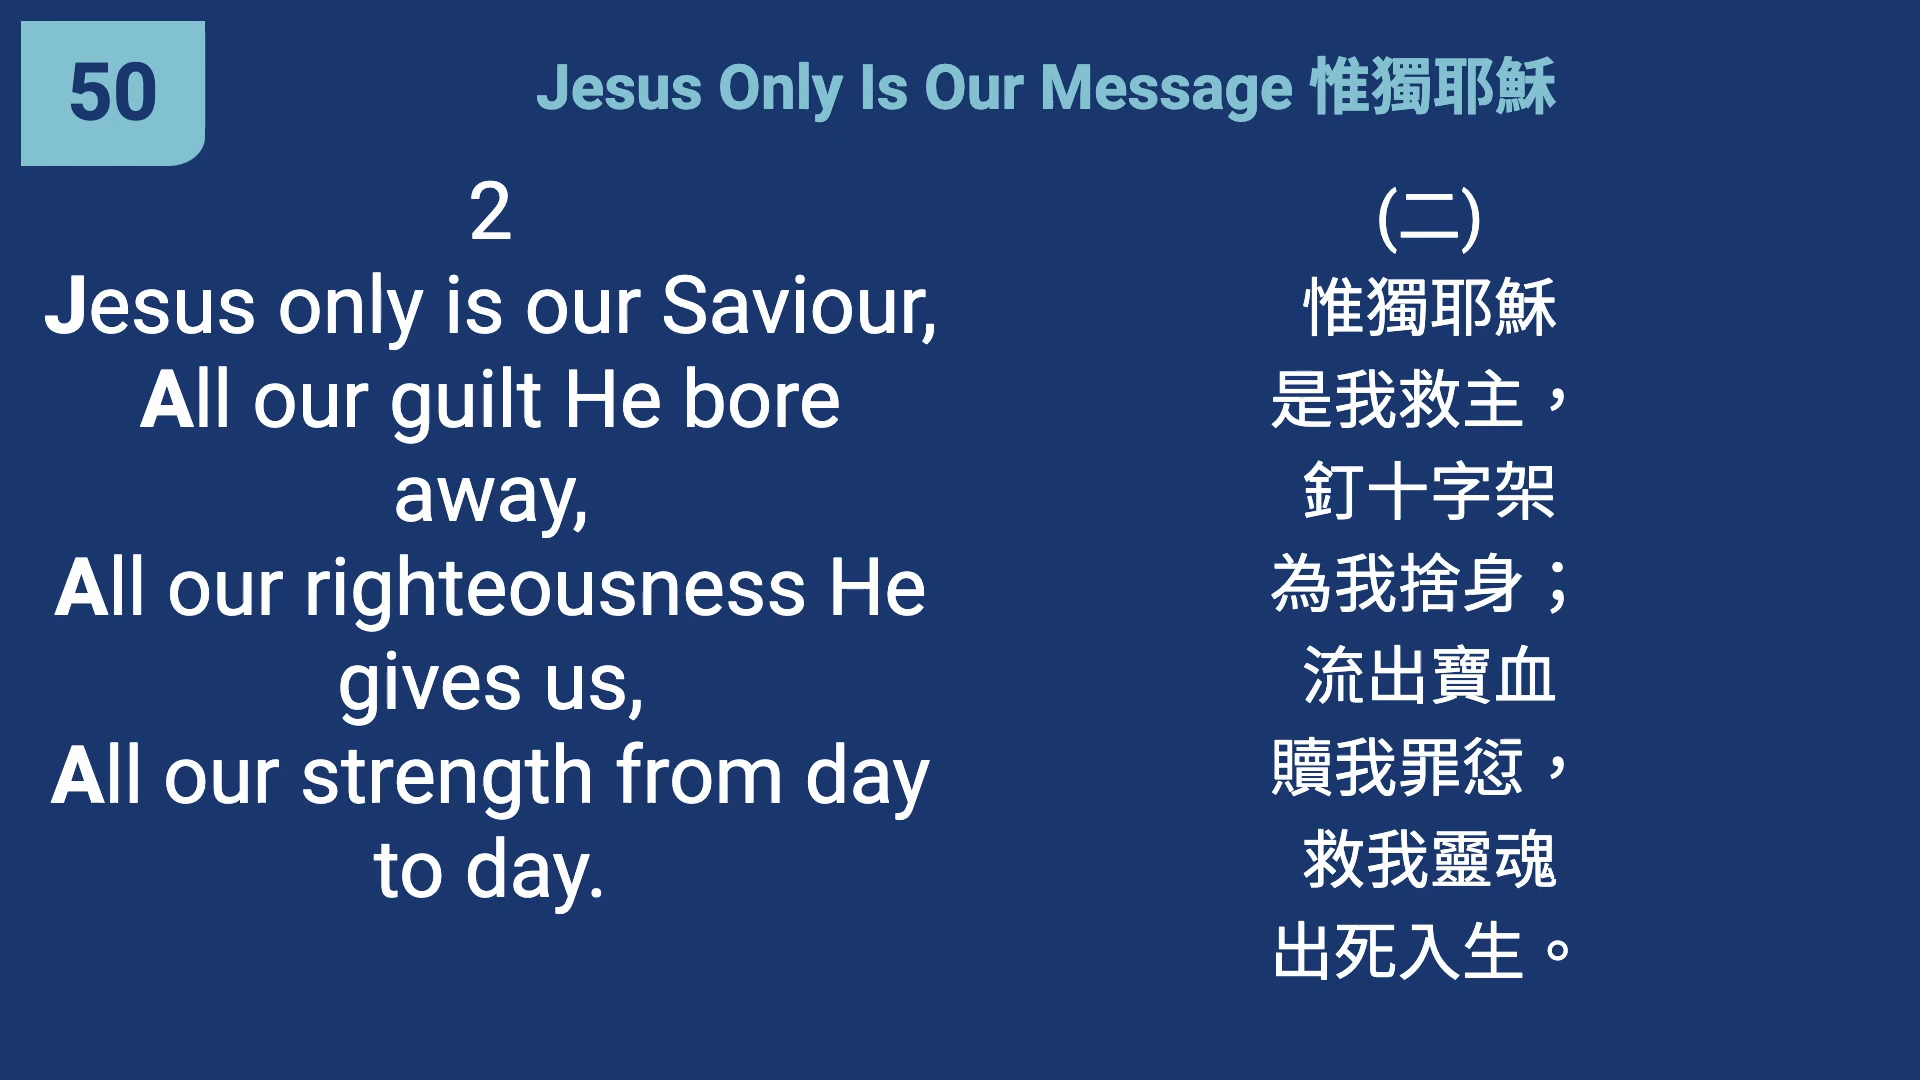 50
Jesus Only Is Our Message 惟獨耶穌
2
Jesus only is our Saviour,
All our guilt He bore
away,
All our righteousness He
gives us,
All our strength from day
to day.
(二)
惟獨耶穌
是我救主，
釘十字架
為我捨身；
流出寶血
贖我罪愆，
救我靈魂
出死入生。